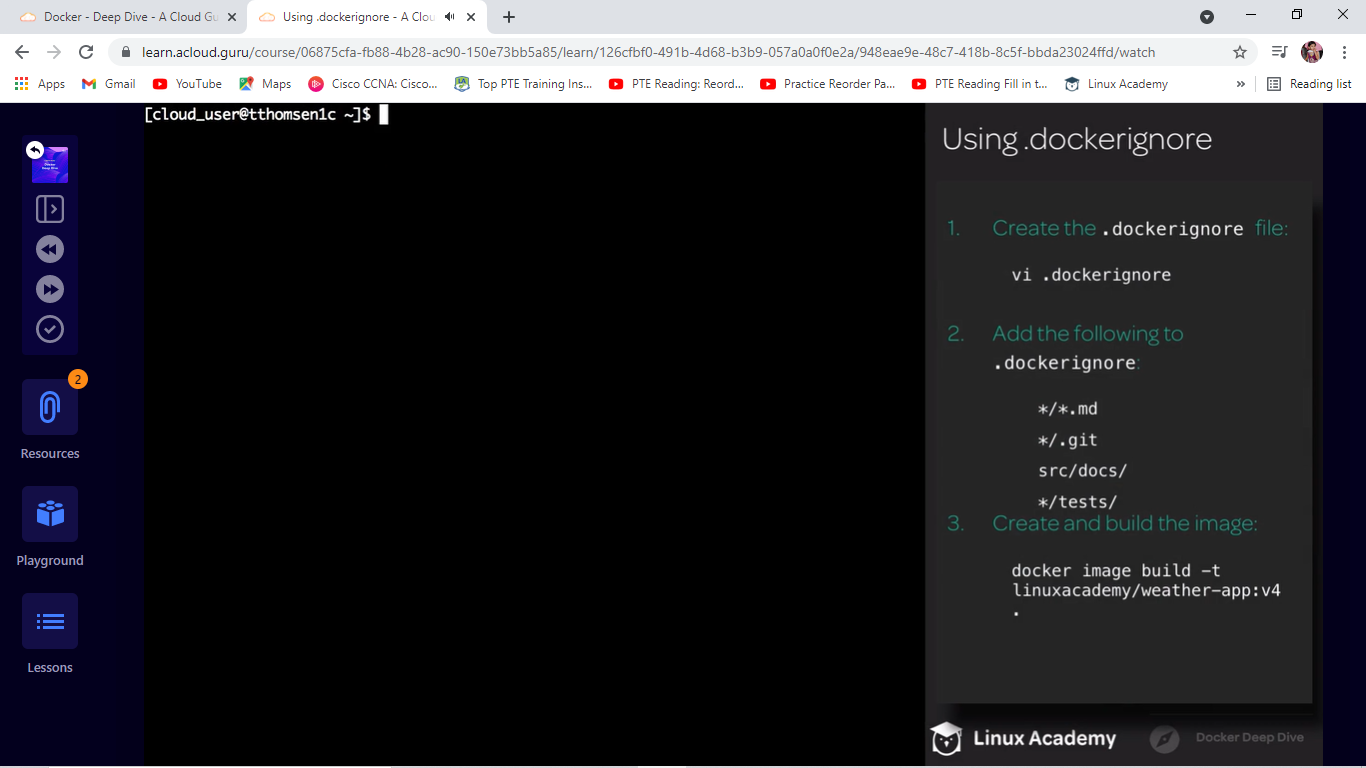 Docker - Deep Dive - A Cloud Gu
Using .dockerignore - A Clou
learn.acloud.guru/course/06875cfa-fb88-4b28-ac90-150e73bb5a85/learn/126cfbf0-491b-4d68-b3b9-057a0a0f0e2a/948eae9e-48c7-418b-8c5f-bbda23024ffd/watch
Apps
Gmail
YouTube
Maps
Cisco CCNA: Cisco...
Top PTE Training Ins...
PTE Reading: Reord...
Practice Reorder Pa...
PTE Reading Fill in t...
Linux Academy
»
Reading list
[cloud_user@tthomsen1c ~]$
2
Resources
Playground
Lessons
Using .dockerignore
1. Create the .dockerignore file:
vi .dockerignore
2. Add the following to
.dockerignore:
*/*.md
*/.git
src/docs/
*/tests/
3. Create and build the image:
docker image build -t
linuxacademy/weather-app:v4
.
Linux Academy
Docker Deep Dive